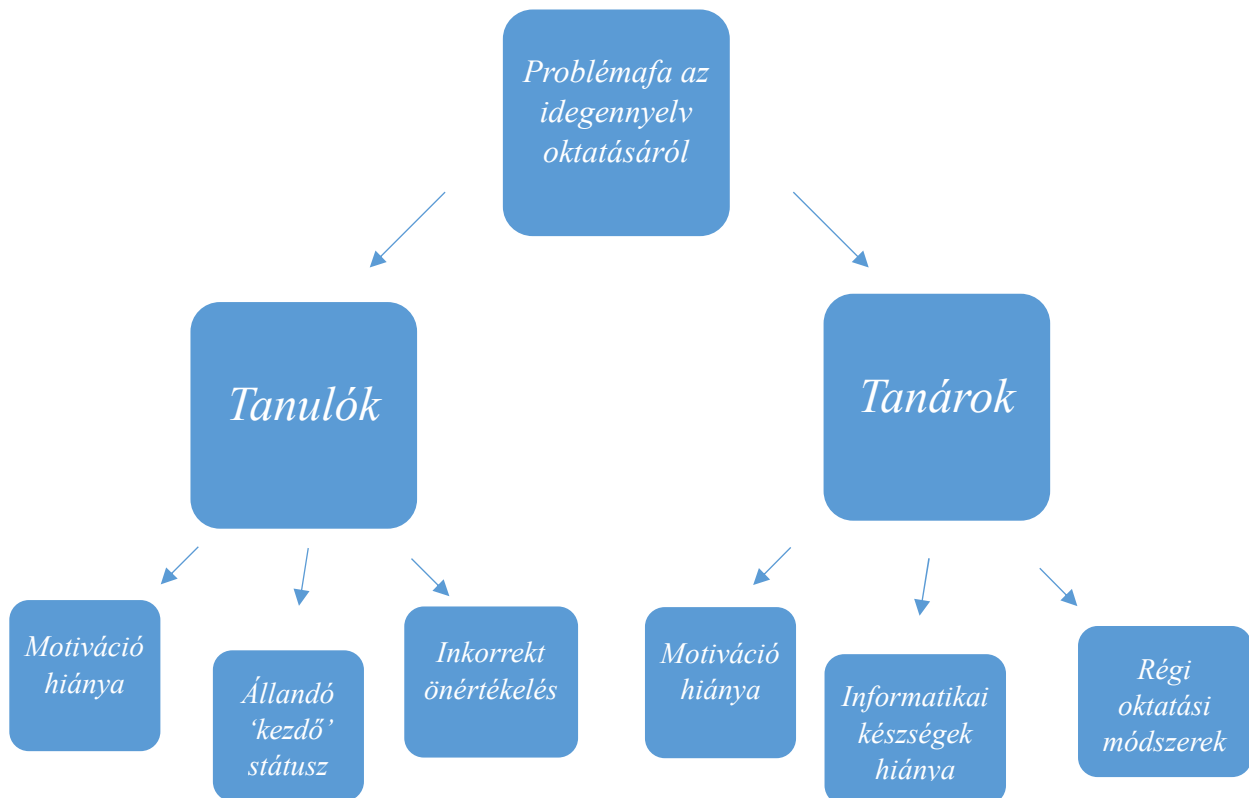 Problémafa az
idegennyelv
oktatásáról
Tanulók
Tanárok
Motiváció
hiánya
Állandó
‘kezdő’
státusz
Inkorrekt
önértékelés
Motiváció
hiánya
Informatikai
készségek
hiánya
Régi
oktatási
módszerek